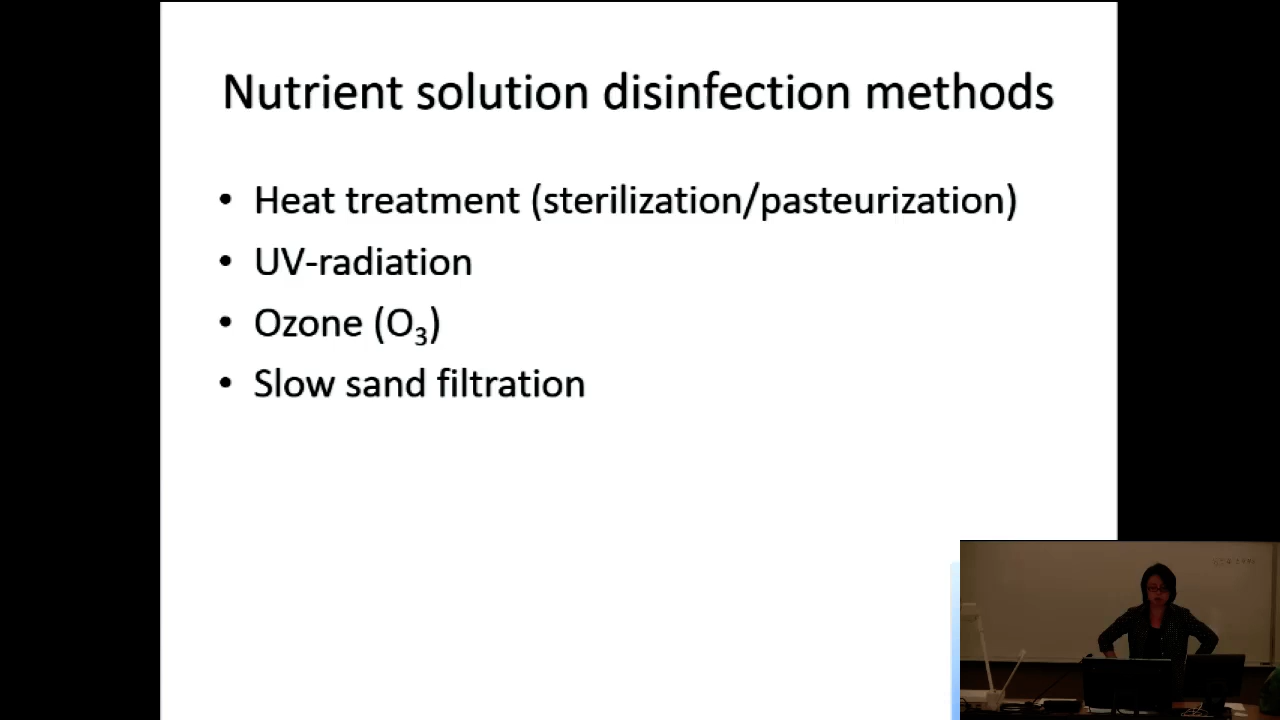 Nutrient solution disinfection methods
• Heat treatment (sterilization/pasteurization)
• UV-radiation
• Ozone (O₃)
• Slow sand filtration